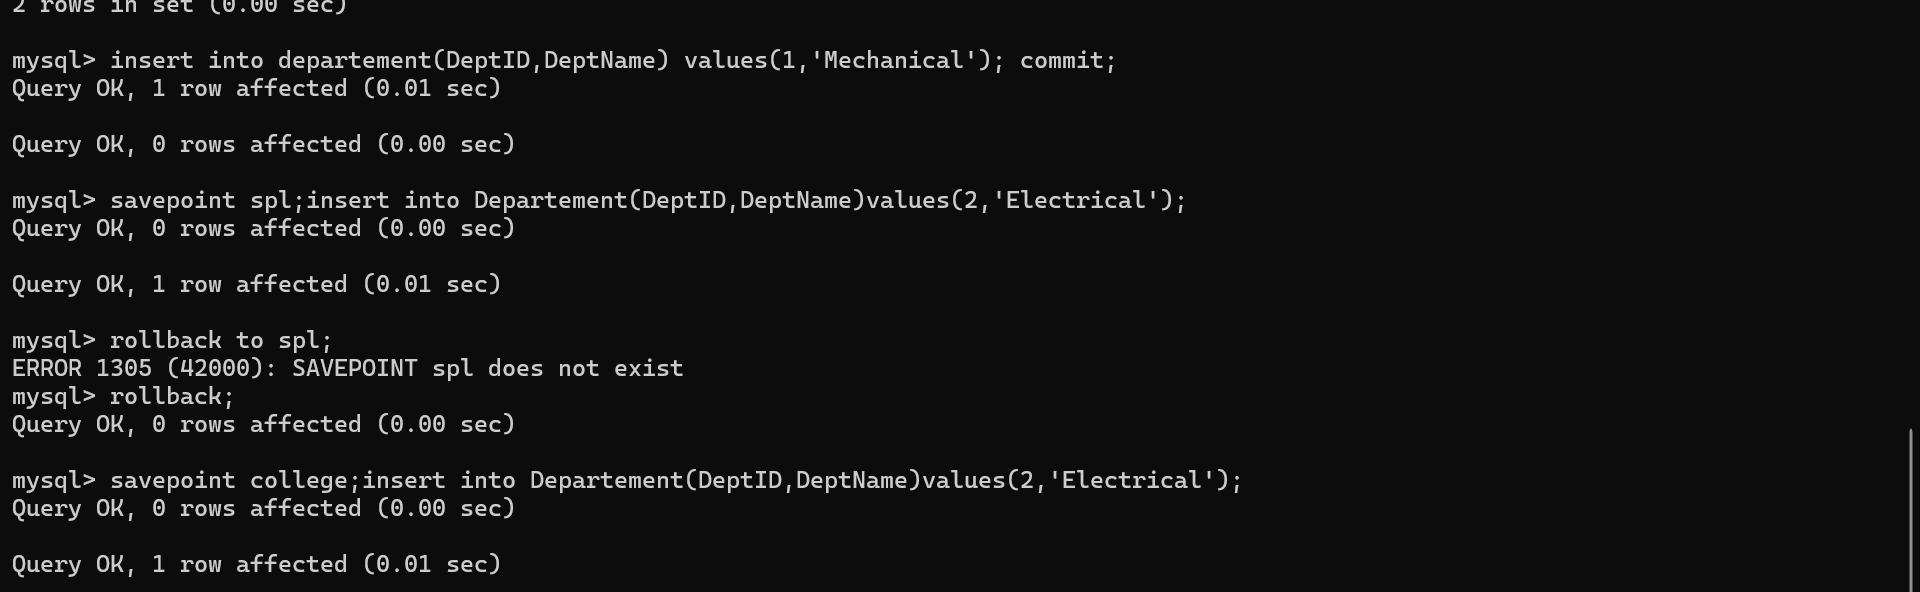 2 rows in set (0.00 sec)
mysql> insert into departement(DeptID,DeptName) values(1,'Mechanical'); commit;
Query OK, 1 row affected (0.01 sec)
Query OK, 0 rows affected (0.00 sec)
mysql> savepoint spl;insert into Departement(DeptID,DeptName)values(2,'Electrical');
Query OK, 0 rows affected (0.00 sec)
Query OK, 1 row affected (0.01 sec)
mysql> rollback to spl;
ERROR 1305 (42000): SAVEPOINT spl does not exist
mysql> rollback;
Query OK, 0 rows affected (0.00 sec)
mysql> savepoint college;insert into Departement(DeptID,DeptName)values(2,'Electrical');
Query OK, 0 rows affected (0.00 sec)
Query OK, 1 row affected (0.01 sec)